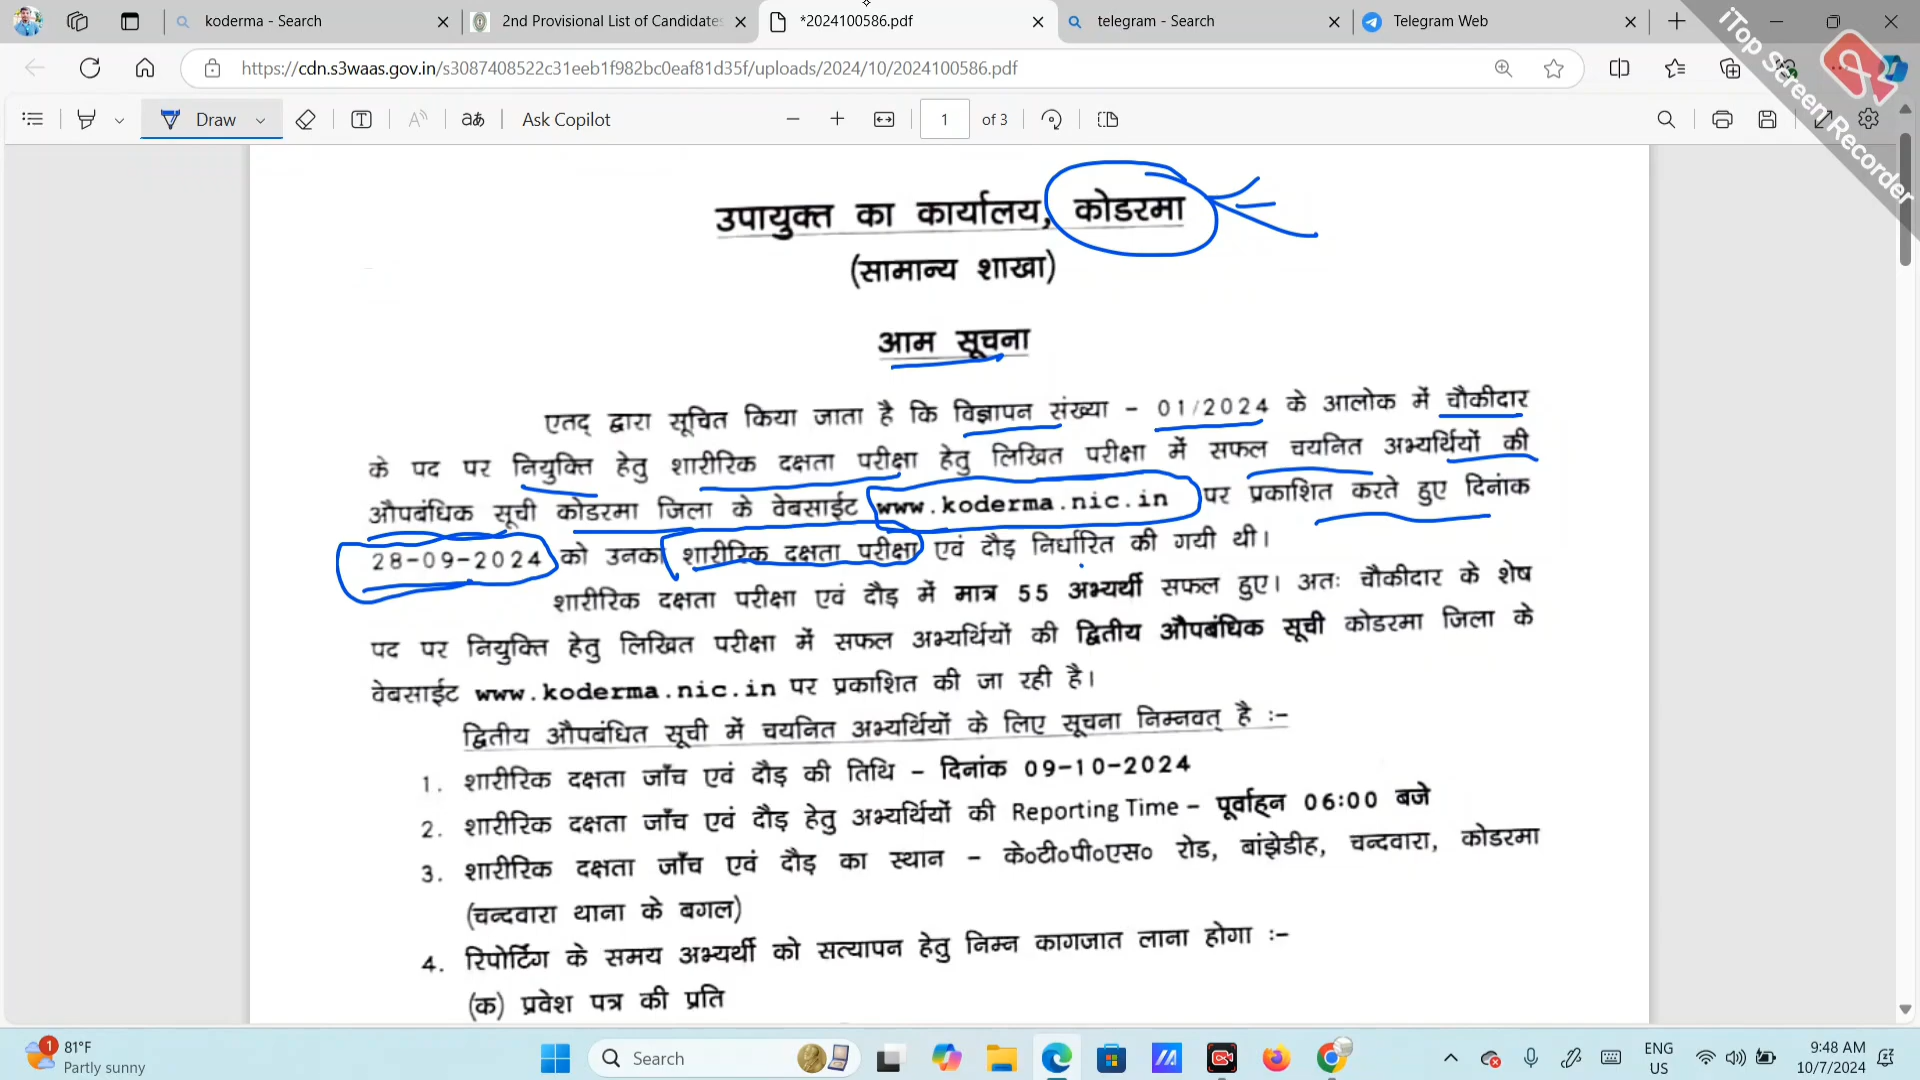 koderma - Search
2nd Provisional List of Candidates
*2024100586.pdf
telegram - Search
Telegram Web
https://cdn.s3waas.gov.in/s3087408522c31eeb1f982bc0eaf81d35f/uploads/2024/10/2024100586.pdf
Draw
Ask Copilot
1 of 3
iTop Screen Recorder
उपायुक्त का कार्यालय, कोडरमा
(सामान्य शाखा)
आम सूचना
एतद् द्वारा सूचित किया जाता है कि विज्ञापन संख्या - 01/2024 के आलोक में चौकीदार
के पद पर नियुक्ति हेतु शारीरिक दक्षता परीक्षा हेतु लिखित परीक्षा में सफल चयनित अभ्यर्थियों की
औपबंधिक सूची कोडरमा जिला के वेबसाईट www.koderma.nic.in पर प्रकाशित करते हुए दिनांक
28-09-2024 को उनका शारीरिक दक्षता परीक्षा एवं दौड़ निर्धारित की गयी थी।
शारीरिक दक्षता परीक्षा एवं दौड़ में मात्र 55 अभ्यर्थी सफल हुए। अतः चौकीदार के शेष
पद पर नियुक्ति हेतु लिखित परीक्षा में सफल अभ्यर्थियों की द्वितीय औपबंधिक सूची कोडरमा जिला के
वेबसाईट www.koderma.nic.in पर प्रकाशित की जा रही है।
द्वितीय औपबंधित सूची में चयनित अभ्यर्थियों के लिए सूचना निम्नवत् है :-
1. शारीरिक दक्षता जाँच एवं दौड़ की तिथि - दिनांक 09-10-2024
2. शारीरिक दक्षता जाँच एवं दौड़ हेतु अभ्यर्थियों की Reporting Time - पूर्वाह्न 06:00 बजे
3. शारीरिक दक्षता जाँच एवं दौड़ का स्थान - के०टी०पी०एस० रोड, बांझेडीह, चन्दवारा, कोडरमा
(चन्दवारा थाना के बगल)
4. रिपोर्टिंग के समय अभ्यर्थी को सत्यापन हेतु निम्न कागजात लाना होगा :-
(क) प्रवेश पत्र की प्रति
1
81°F
Partly sunny
Search
ENG
US
9:48 AM
10/7/2024